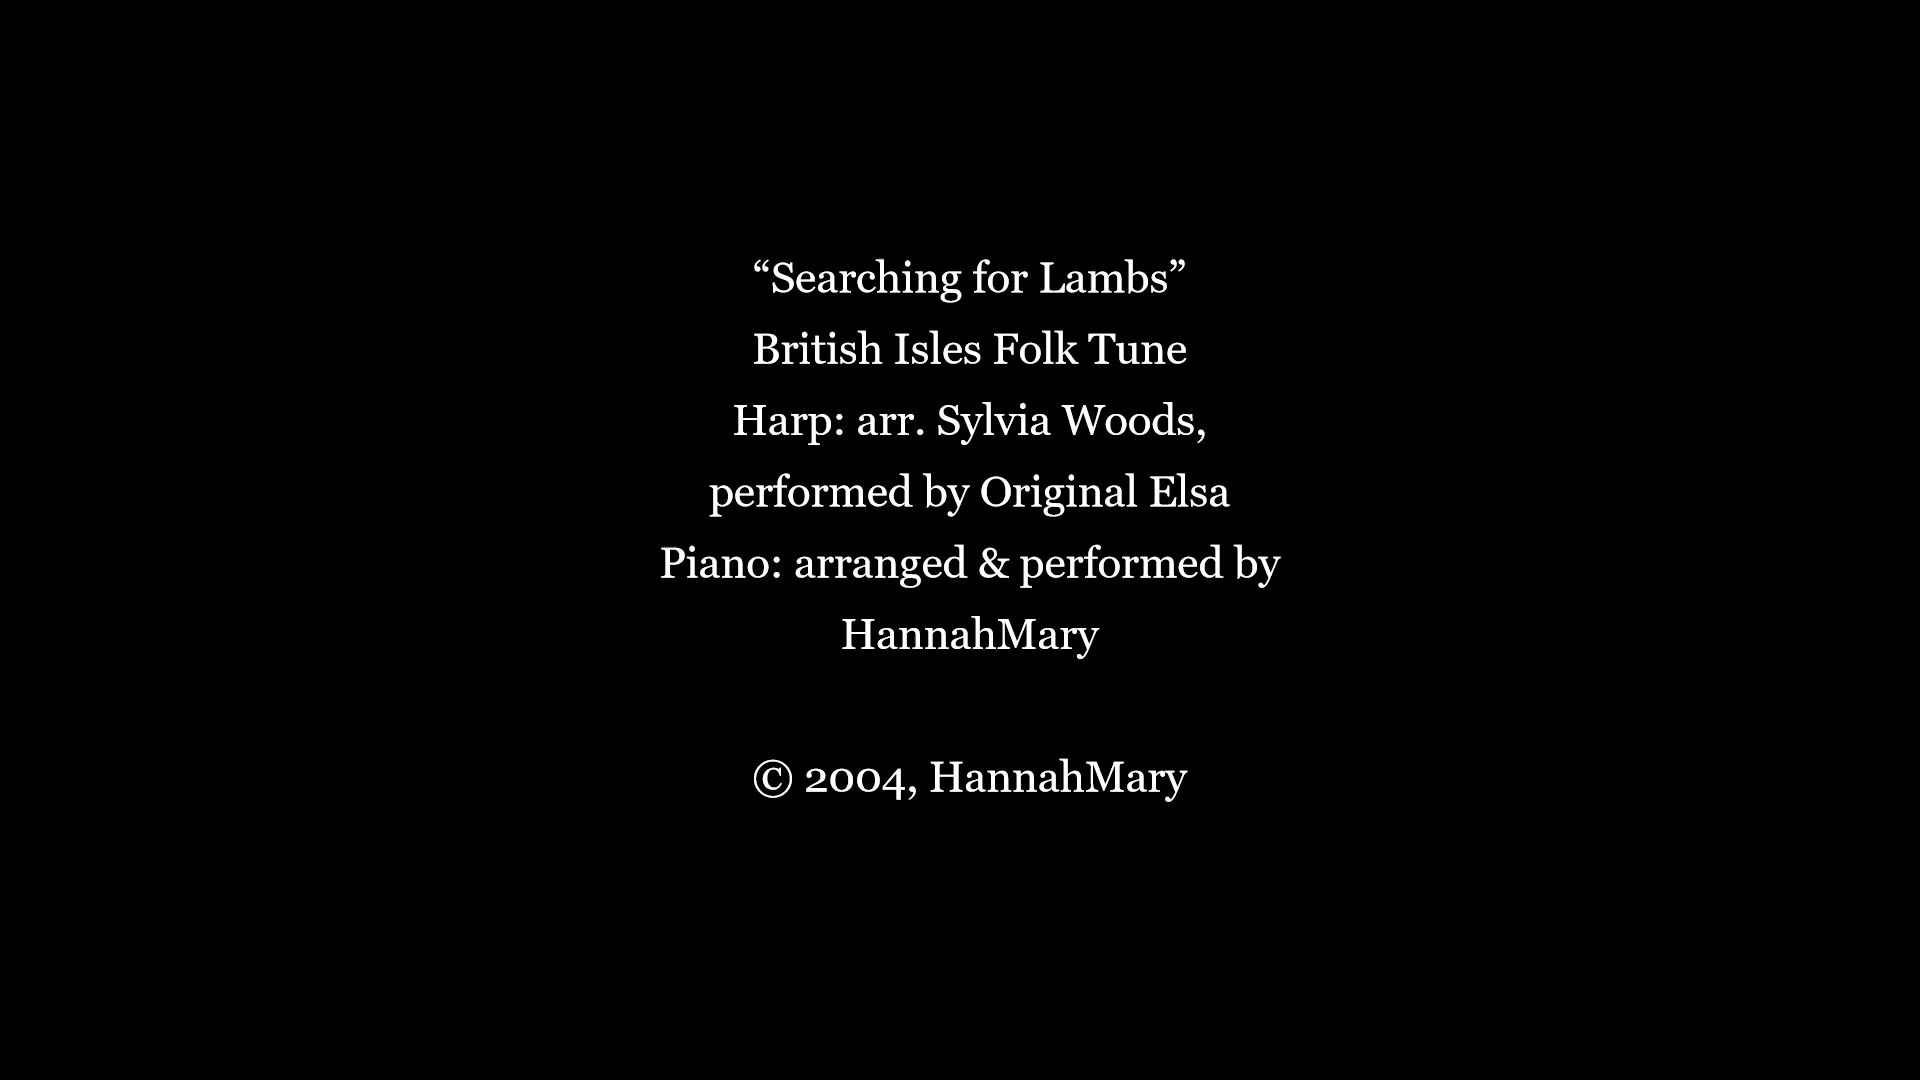 “Searching for Lambs”
British Isles Folk Tune
Harp: arr. Sylvia Woods,
performed by Original Elsa
Piano: arranged & performed by
HannahMary
© 2004, HannahMary